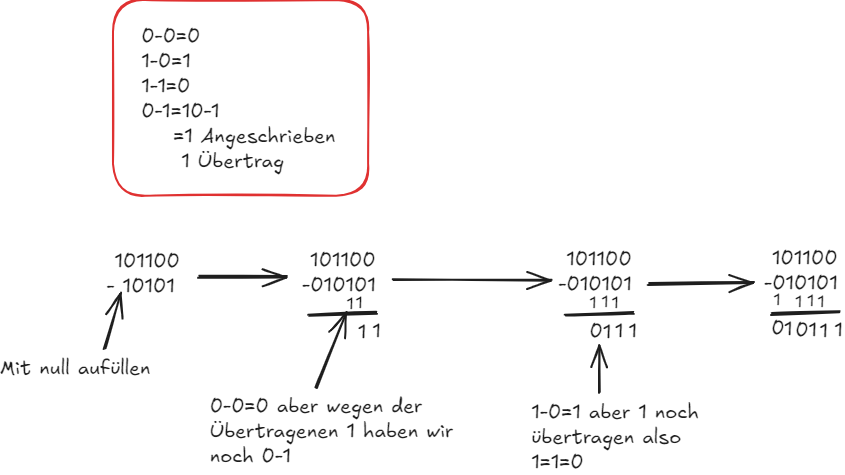 0-0=0
1-0=1
1-1=0
0-1=10-1
=1 Angeschrieben
1 Übertrag
101100
- 10101
Mit null aufüllen
101100
-010101
11
11
0-0=0 aber wegen der
Übertragenen 1 haben wir
noch 0-1
101100
-010101
111
0111
1-0=1 aber 1 noch
übertragen also
1=1=0
101100
-010101
1 111
010111